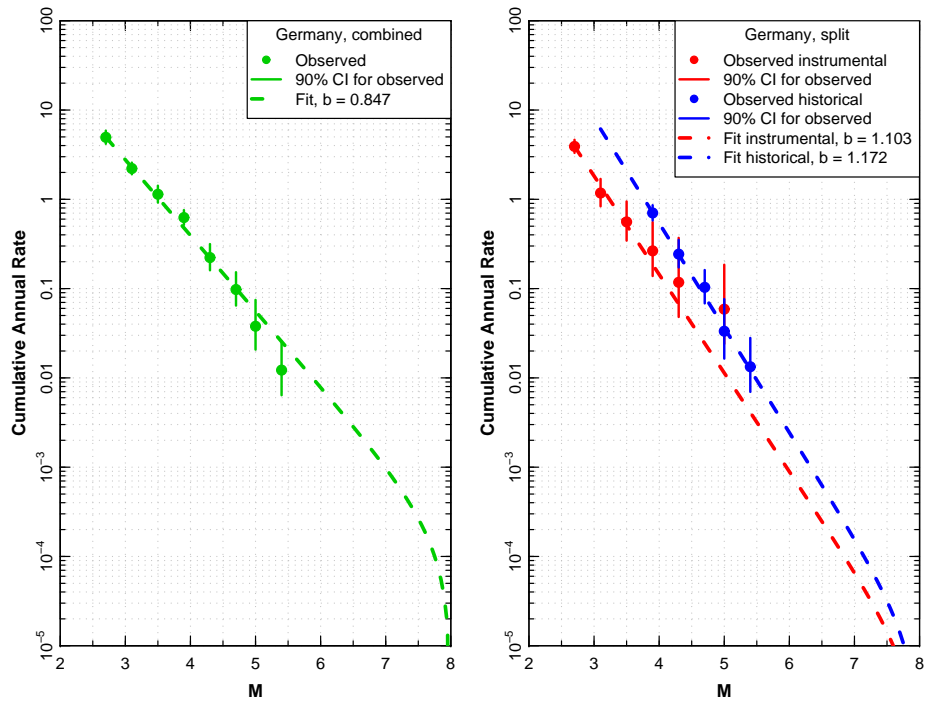 Germany, combined
Observed
90% CI for observed
Fit, b = 0.847
100
10
1
0.1
0.01
10⁻³
10⁻⁴
10⁻⁵
Cumulative Annual Rate
2 3 4 5 6 7 8
M
Germany, split
Observed instrumental
90% CI for observed
Observed historical
90% CI for observed
Fit instrumental, b = 1.103
Fit historical, b = 1.172
100
10
1
0.1
0.01
10⁻³
10⁻⁴
10⁻⁵
Cumulative Annual Rate
2 3 4 5 6 7 8
M